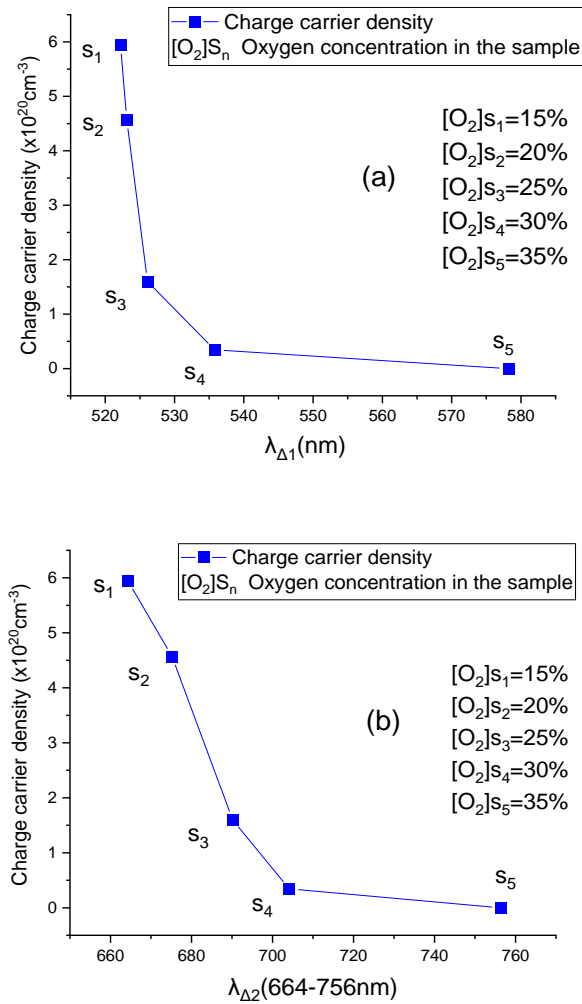 Charge carrier density
[O₂]Sₙ Oxygen concentration in the sample
6
5
4
3
2
1
0
Charge carrier density (x10²⁰cm⁻³)
s₁
s₂
s₃
s₄
s₅
(a)
[O₂]s₁=15%
[O₂]s₂=20%
[O₂]s₃=25%
[O₂]s₄=30%
[O₂]s₅=35%
520 530 540 550 560 570 580
λΔ₁(nm)
Charge carrier density
[O₂]Sₙ Oxygen concentration in the sample
6
5
4
3
2
1
0
Charge carrier density (x10²⁰cm⁻³)
s₁
s₂
s₃
s₄
s₅
(b)
[O₂]s₁=15%
[O₂]s₂=20%
[O₂]s₃=25%
[O₂]s₄=30%
[O₂]s₅=35%
660 680 700 720 740 760
λΔ₂(664-756nm)